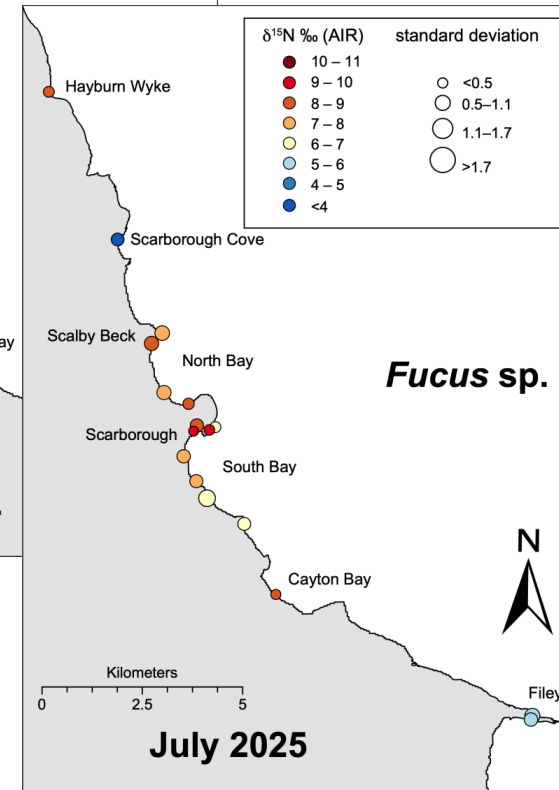 δ¹⁵N ‰ (AIR)
standard deviation
10 – 11
9 – 10
8 – 9
7 – 8
6 – 7
5 – 6
4 – 5
<4
<0.5
0.5–1.1
1.1–1.7
>1.7
Hayburn Wyke
Scarborough Cove
Scalby Beck
ay
North Bay
Fucus sp.
Scarborough
South Bay
N
Cayton Bay
Kilometers
0 2.5 5
Filey
July 2025